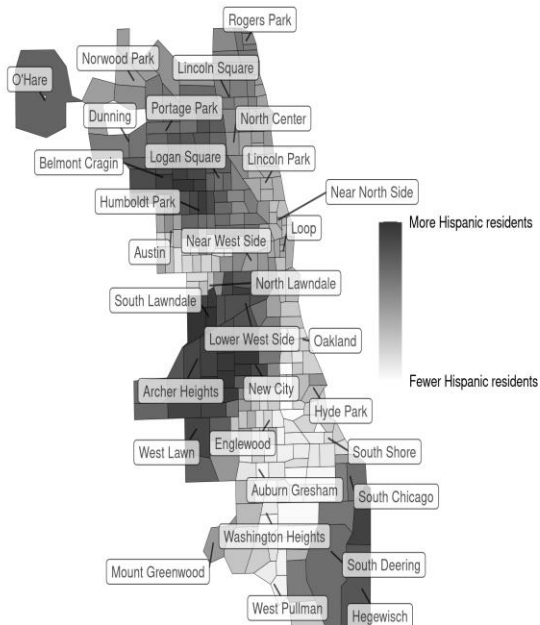 Rogers Park
Norwood Park
O'Hare
Lincoln Square
Portage Park
Dunning
North Center
Logan Square
Belmont Cragin
Lincoln Park
Near North Side
Humboldt Park
More Hispanic residents
Loop
Near West Side
Austin
North Lawndale
South Lawndale
Lower West Side
Oakland
Fewer Hispanic residents
Archer Heights
New City
Hyde Park
Englewood
West Lawn
South Shore
Auburn Gresham
South Chicago
Washington Heights
South Deering
Mount Greenwood
West Pullman
Hegewisch